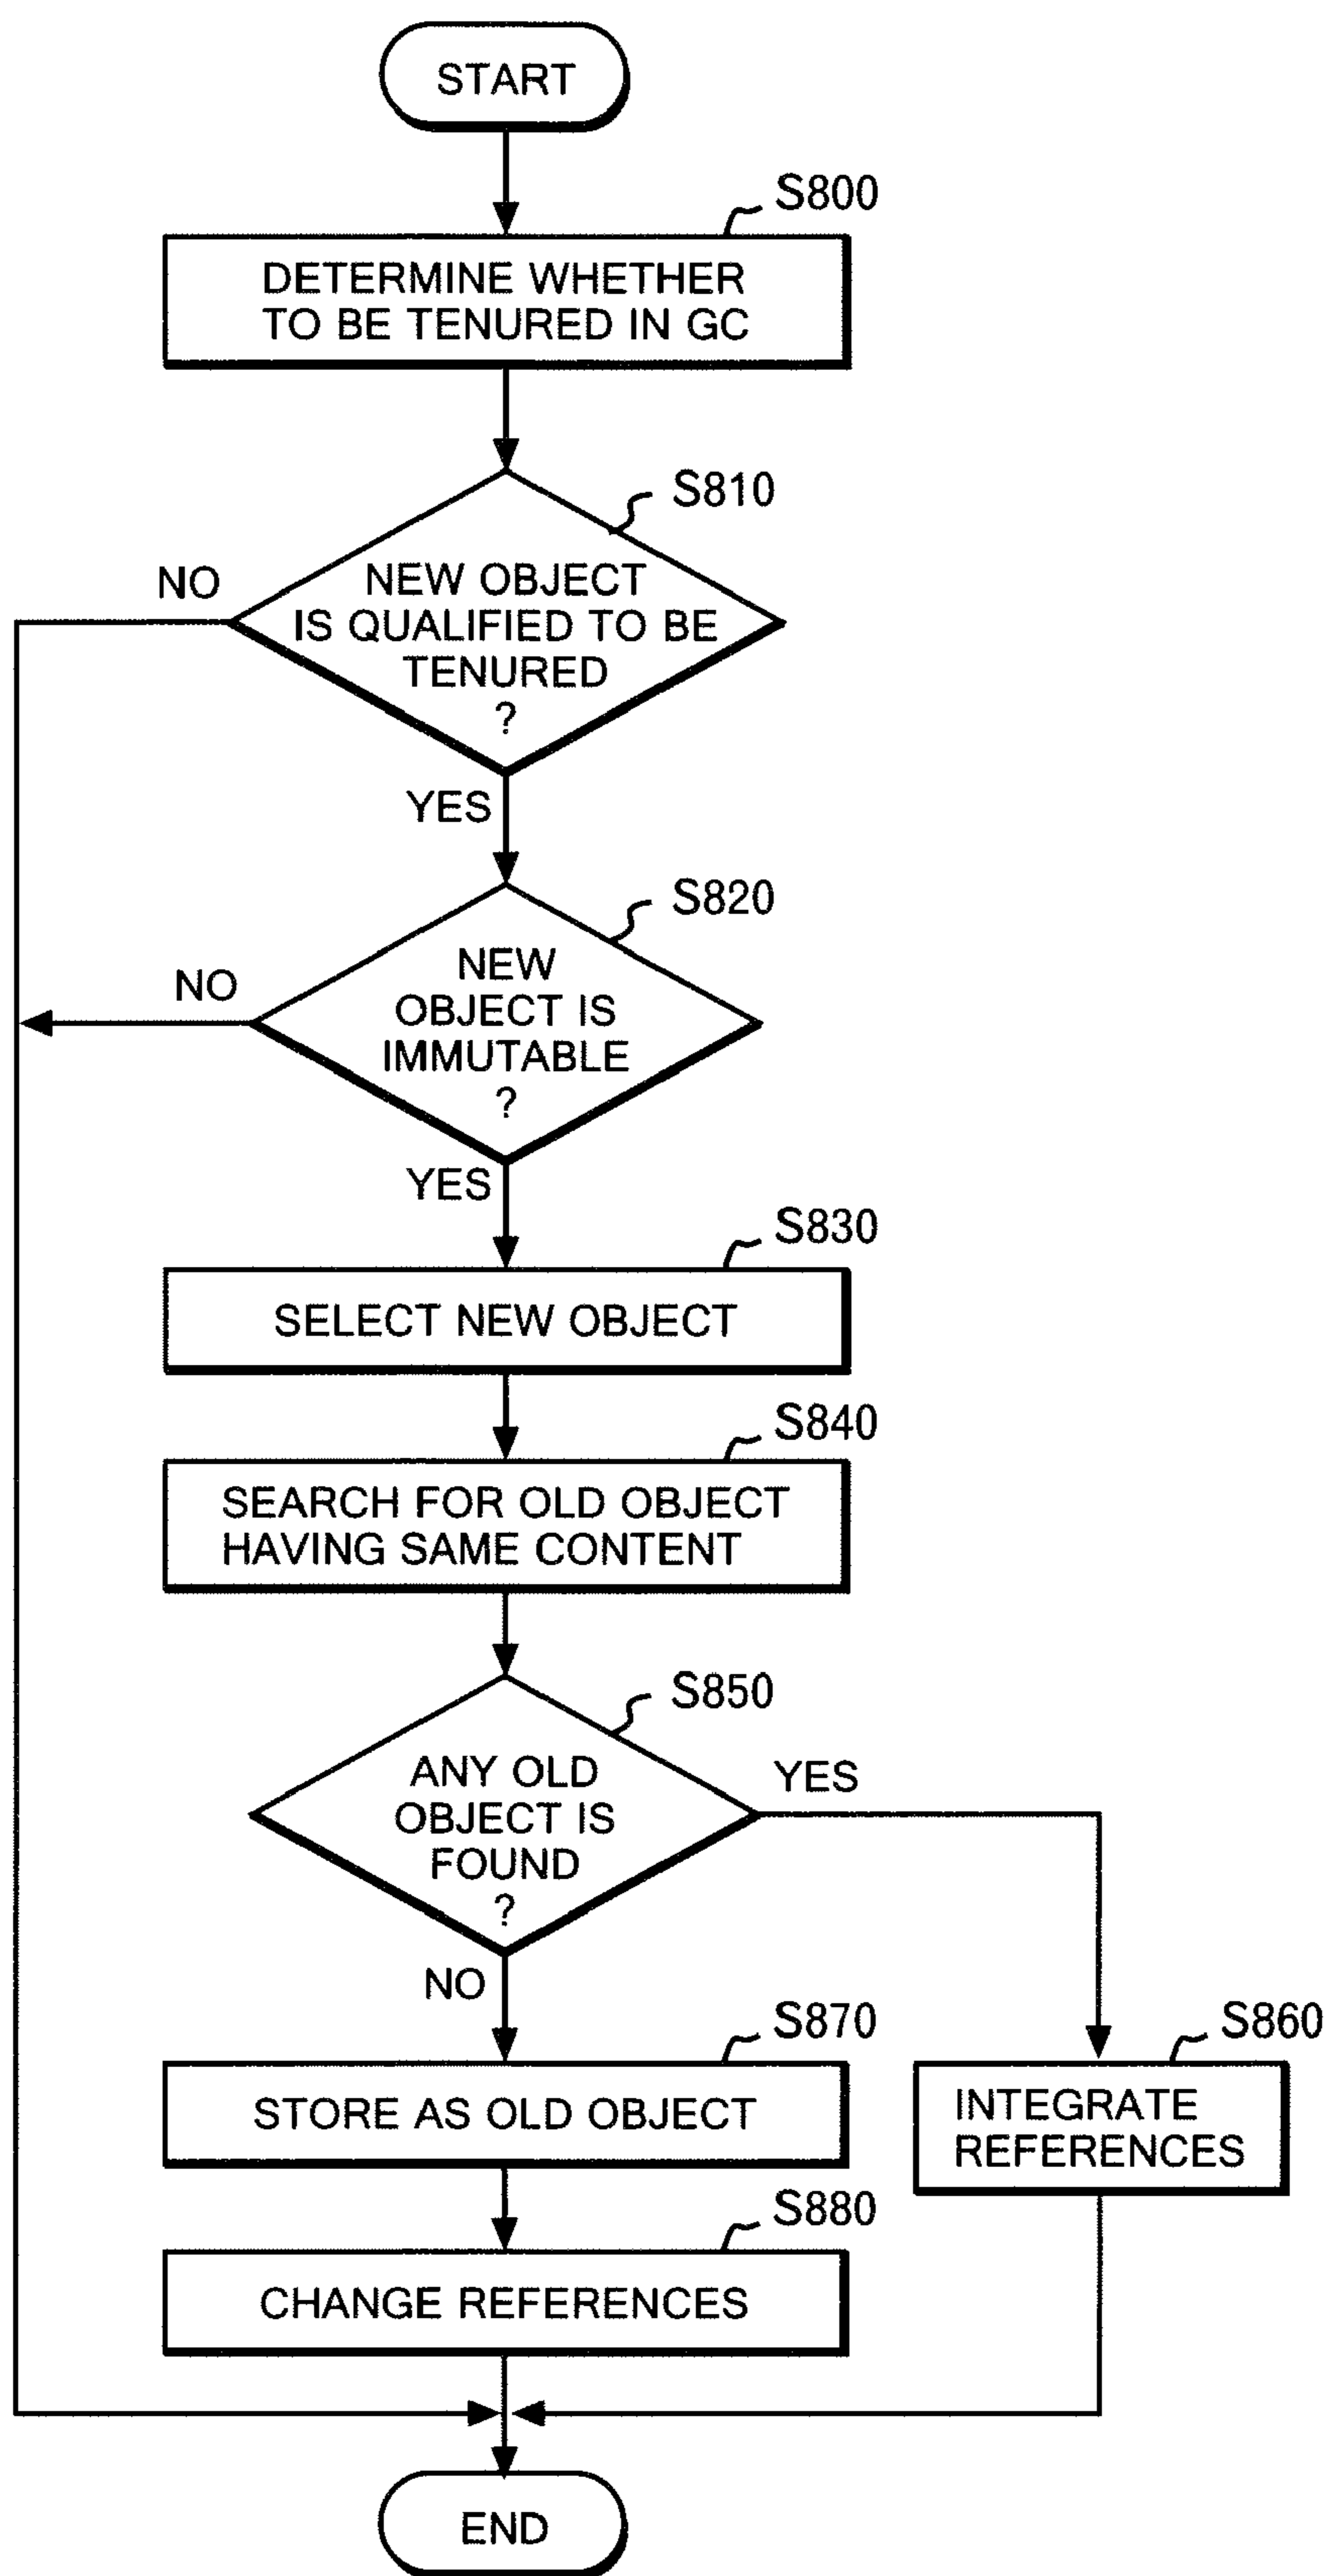 START
S800
DETERMINE WHETHER
TO BE TENURED IN GC
S810
NO
NEW OBJECT
IS QUALIFIED TO BE
TENURED
?
YES
S820
NO
NEW
OBJECT IS
IMMUTABLE
?
YES
S830
SELECT NEW OBJECT
S840
SEARCH FOR OLD OBJECT
HAVING SAME CONTENT
S850
ANY OLD
OBJECT IS
FOUND
?
YES
NO
S870
STORE AS OLD OBJECT
S860
INTEGRATE
REFERENCES
S880
CHANGE REFERENCES
END